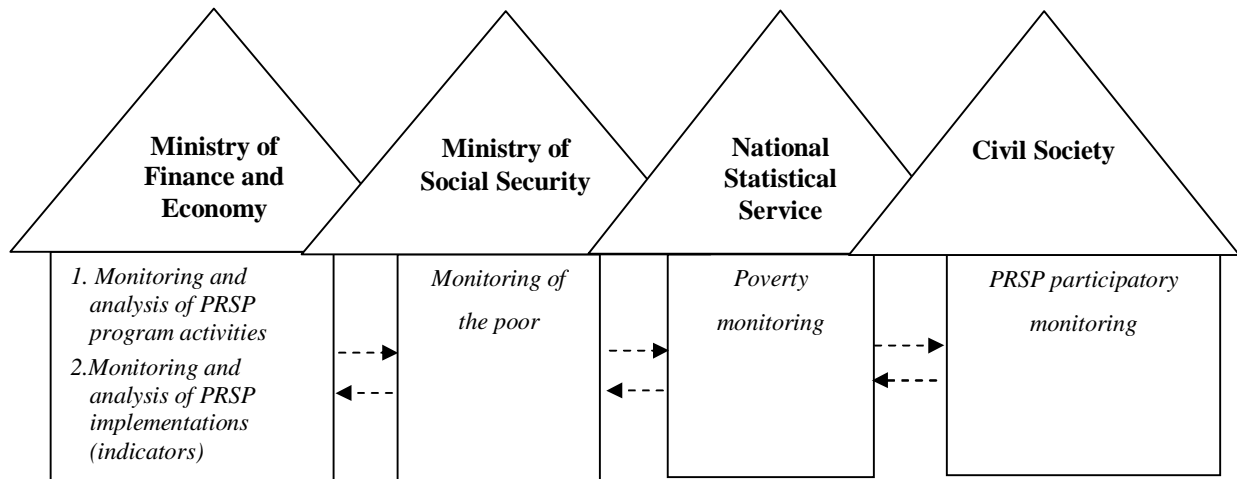 Ministry of
Finance and
Economy
1. Monitoring and
analysis of PRSP
program activities
2.Monitoring and
analysis of PRSP
implementations
(indicators)
Ministry of
Social Security
Monitoring of
the poor
National
Statistical
Service
Poverty
monitoring
Civil Society
PRSP participatory
monitoring